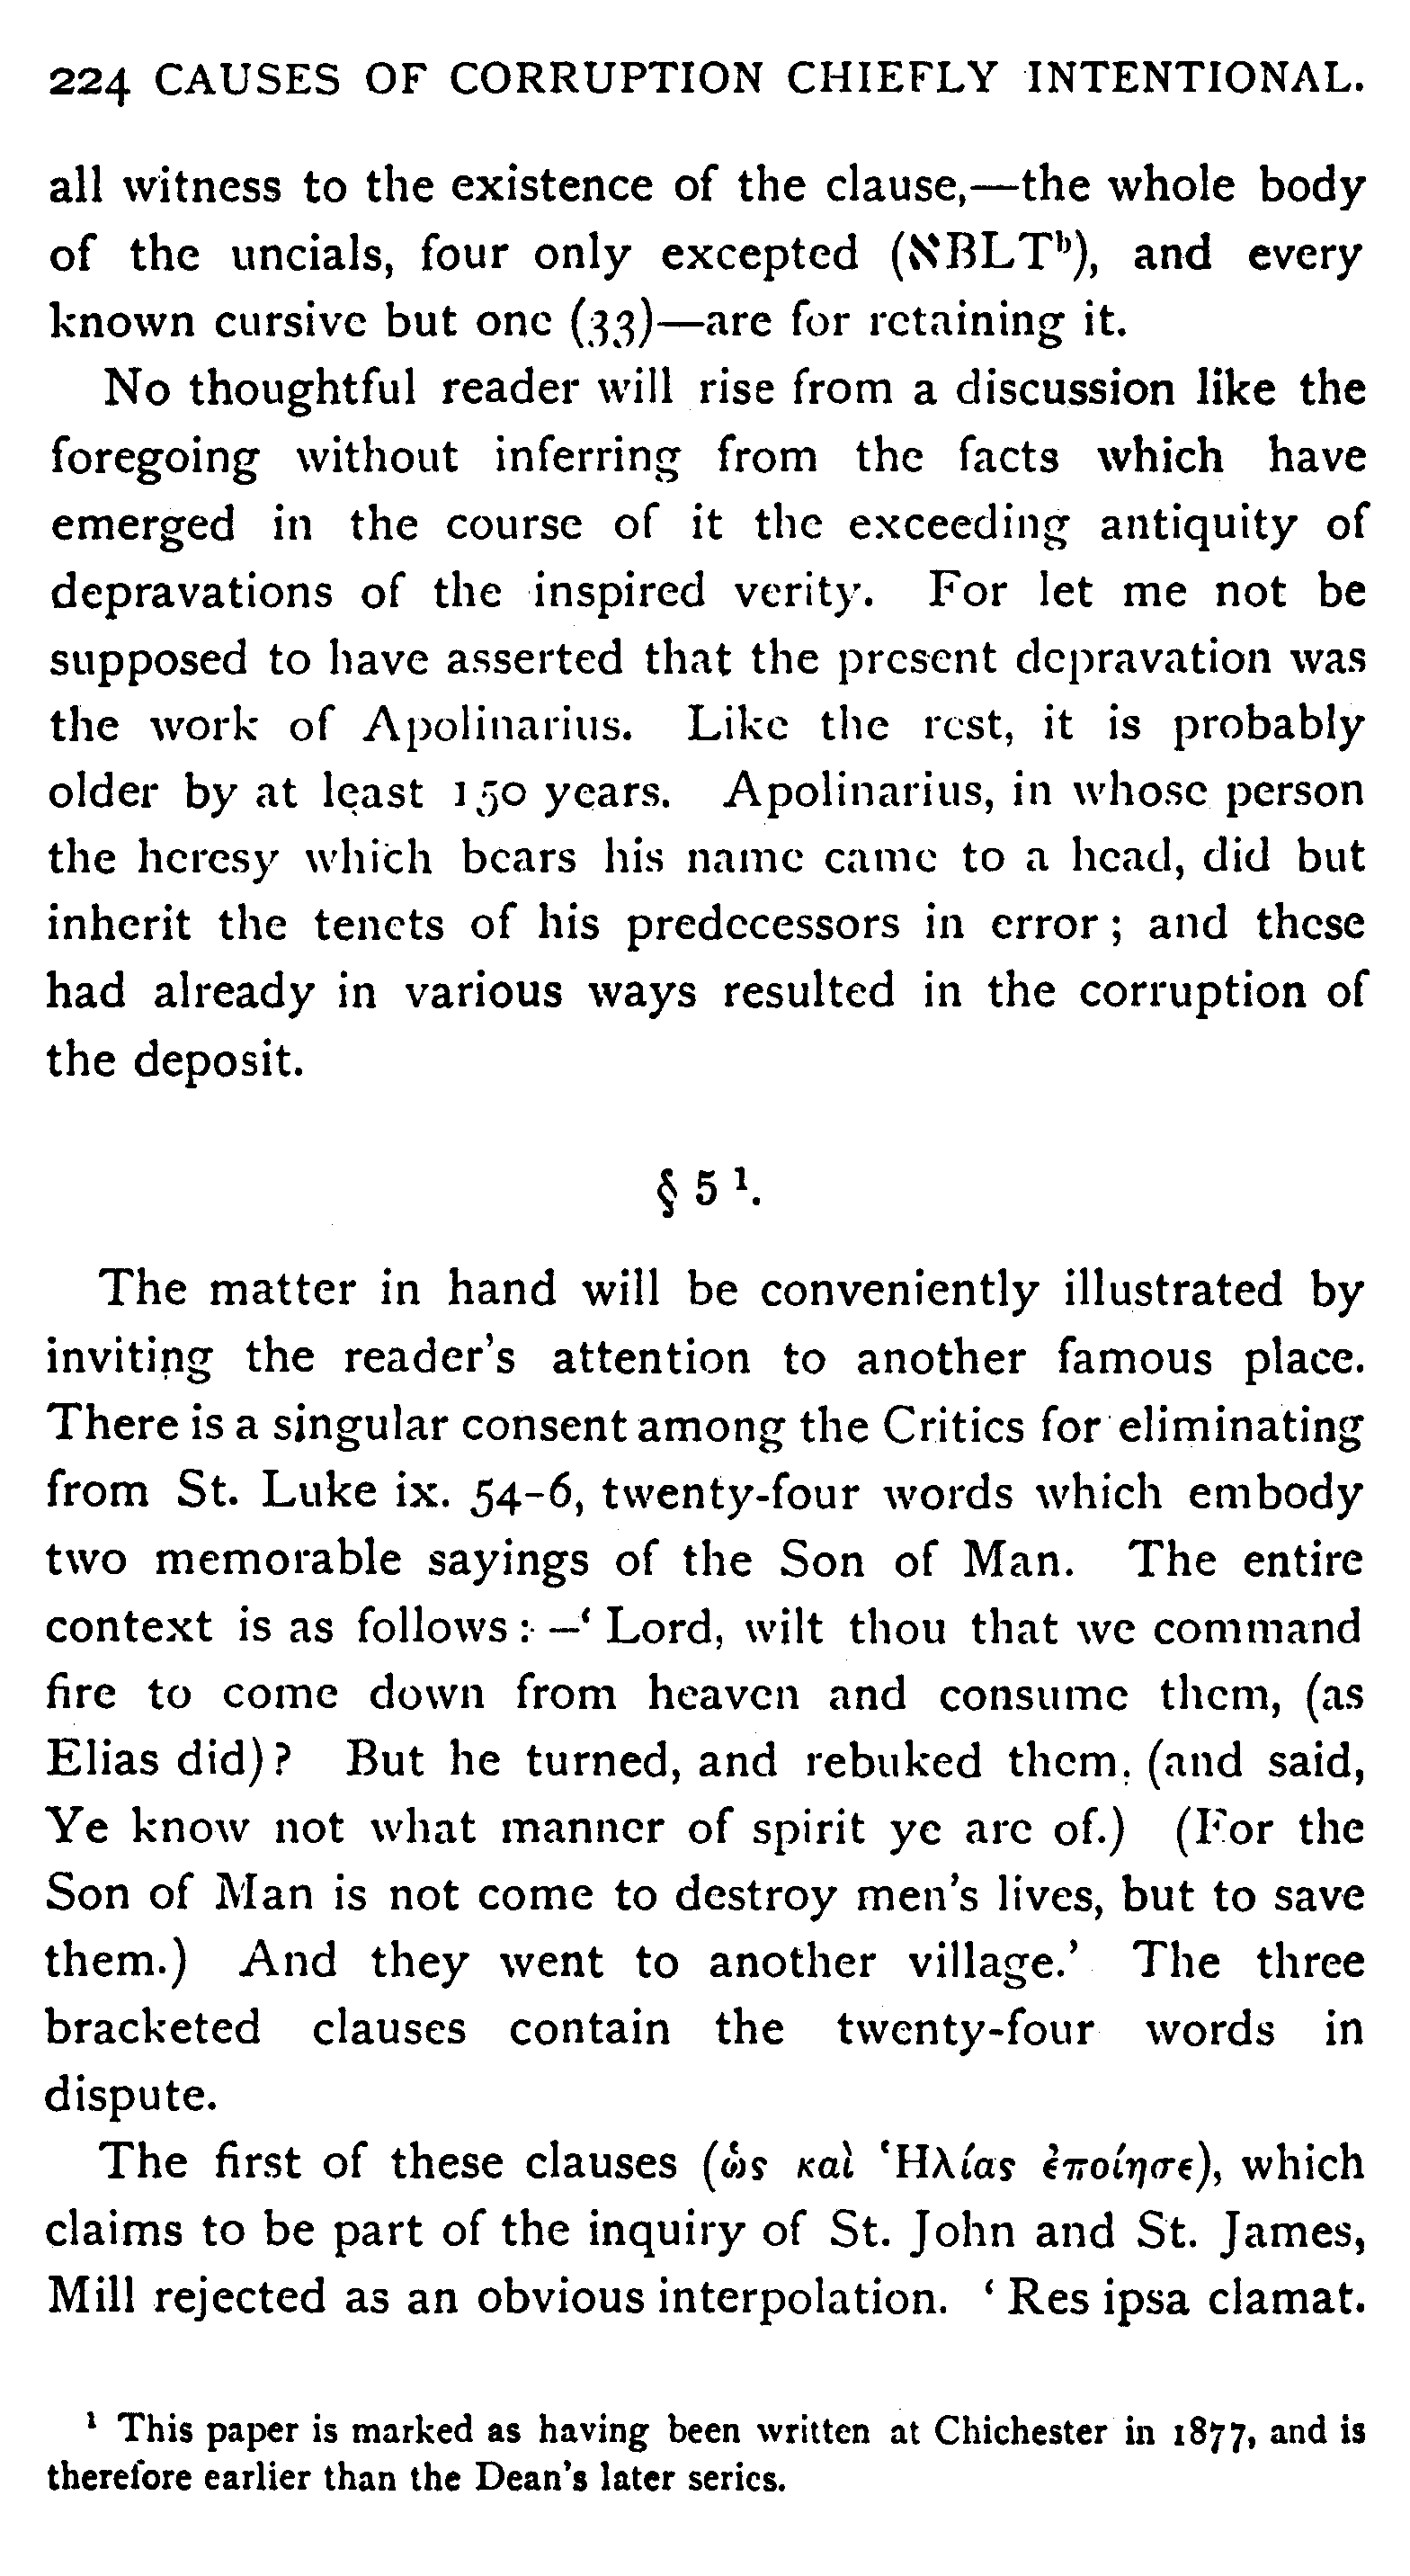 224 CAUSES OF CORRUPTION CHIEFLY INTENTIONAL.
all witness to the existence of the clause,—the whole body
of the uncials, four only excepted (ℵBLTᵇ), and every
known cursive but one (33)—are for retaining it.
No thoughtful reader will rise from a discussion like the
foregoing without inferring from the facts which have
emerged in the course of it the exceeding antiquity of
depravations of the inspired verity. For let me not be
supposed to have asserted that the present depravation was
the work of Apolinarius. Like the rest, it is probably
older by at least 150 years. Apolinarius, in whose person
the heresy which bears his name came to a head, did but
inherit the tenets of his predecessors in error; and these
had already in various ways resulted in the corruption of
the deposit.
§ 5 ¹.
The matter in hand will be conveniently illustrated by
inviting the reader's attention to another famous place.
There is a singular consent among the Critics for eliminating
from St. Luke ix. 54-6, twenty-four words which embody
two memorable sayings of the Son of Man. The entire
context is as follows:—‘Lord, wilt thou that we command
fire to come down from heaven and consume them, (as
Elias did)? But he turned, and rebuked them, (and said,
Ye know not what manner of spirit ye are of.) (For the
Son of Man is not come to destroy men's lives, but to save
them.) And they went to another village.’ The three
bracketed clauses contain the twenty-four words in
dispute.
The first of these clauses (ὡς καὶ Ἠλίας ἐποίησε), which
claims to be part of the inquiry of St. John and St. James,
Mill rejected as an obvious interpolation. ‘Res ipsa clamat.
¹ This paper is marked as having been written at Chichester in 1877, and is
therefore earlier than the Dean's later series.